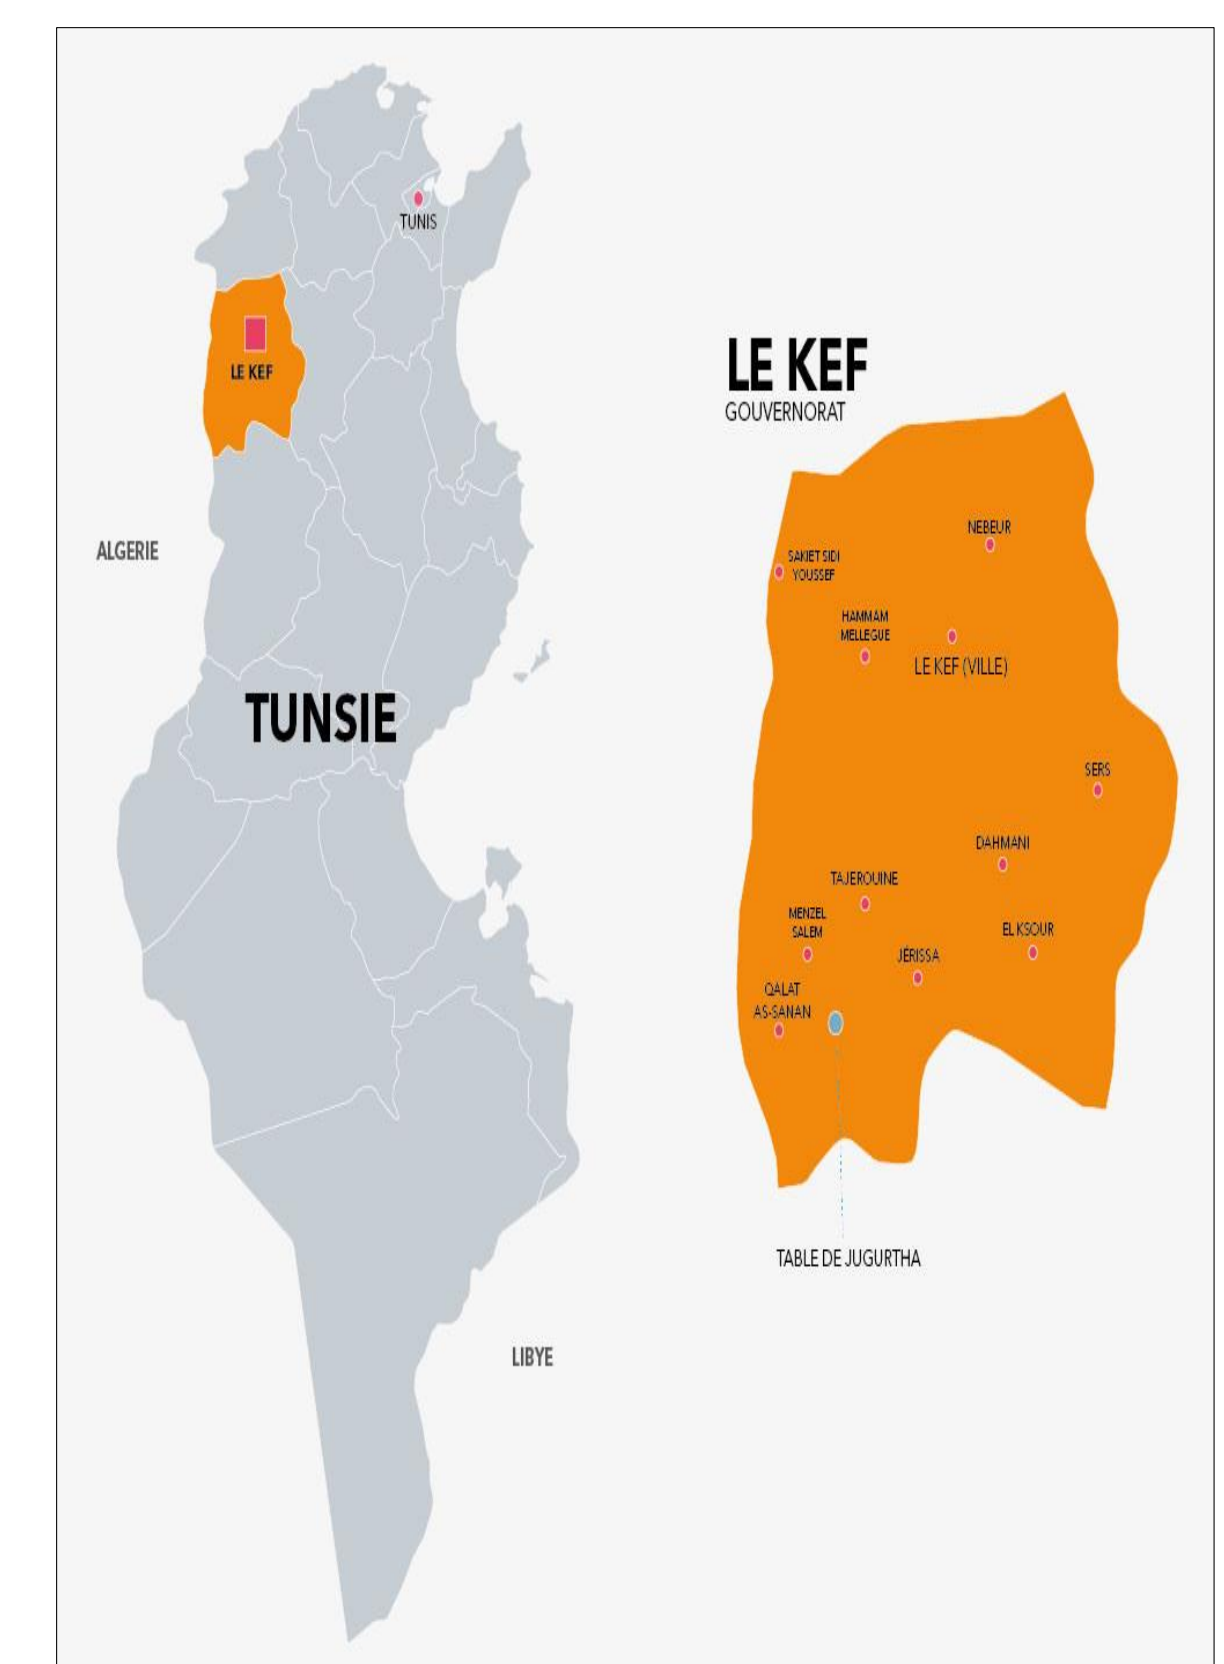 TUNIS
LE KEF
ALGERIE
TUNSIE
LIBYE
LE KEF
GOUVERNORAT
NEBEUR
SAKIET SIDI
YOUSSEF
HAMMAM
MELLEGUE
LE KEF (VILLE)
SERS
DAHMANI
TAJEROUINE
MENZEL
SALEM
EL KSOUR
JÉRISSA
QALAT
AS-SANAN
TABLE DE JUGURTHA